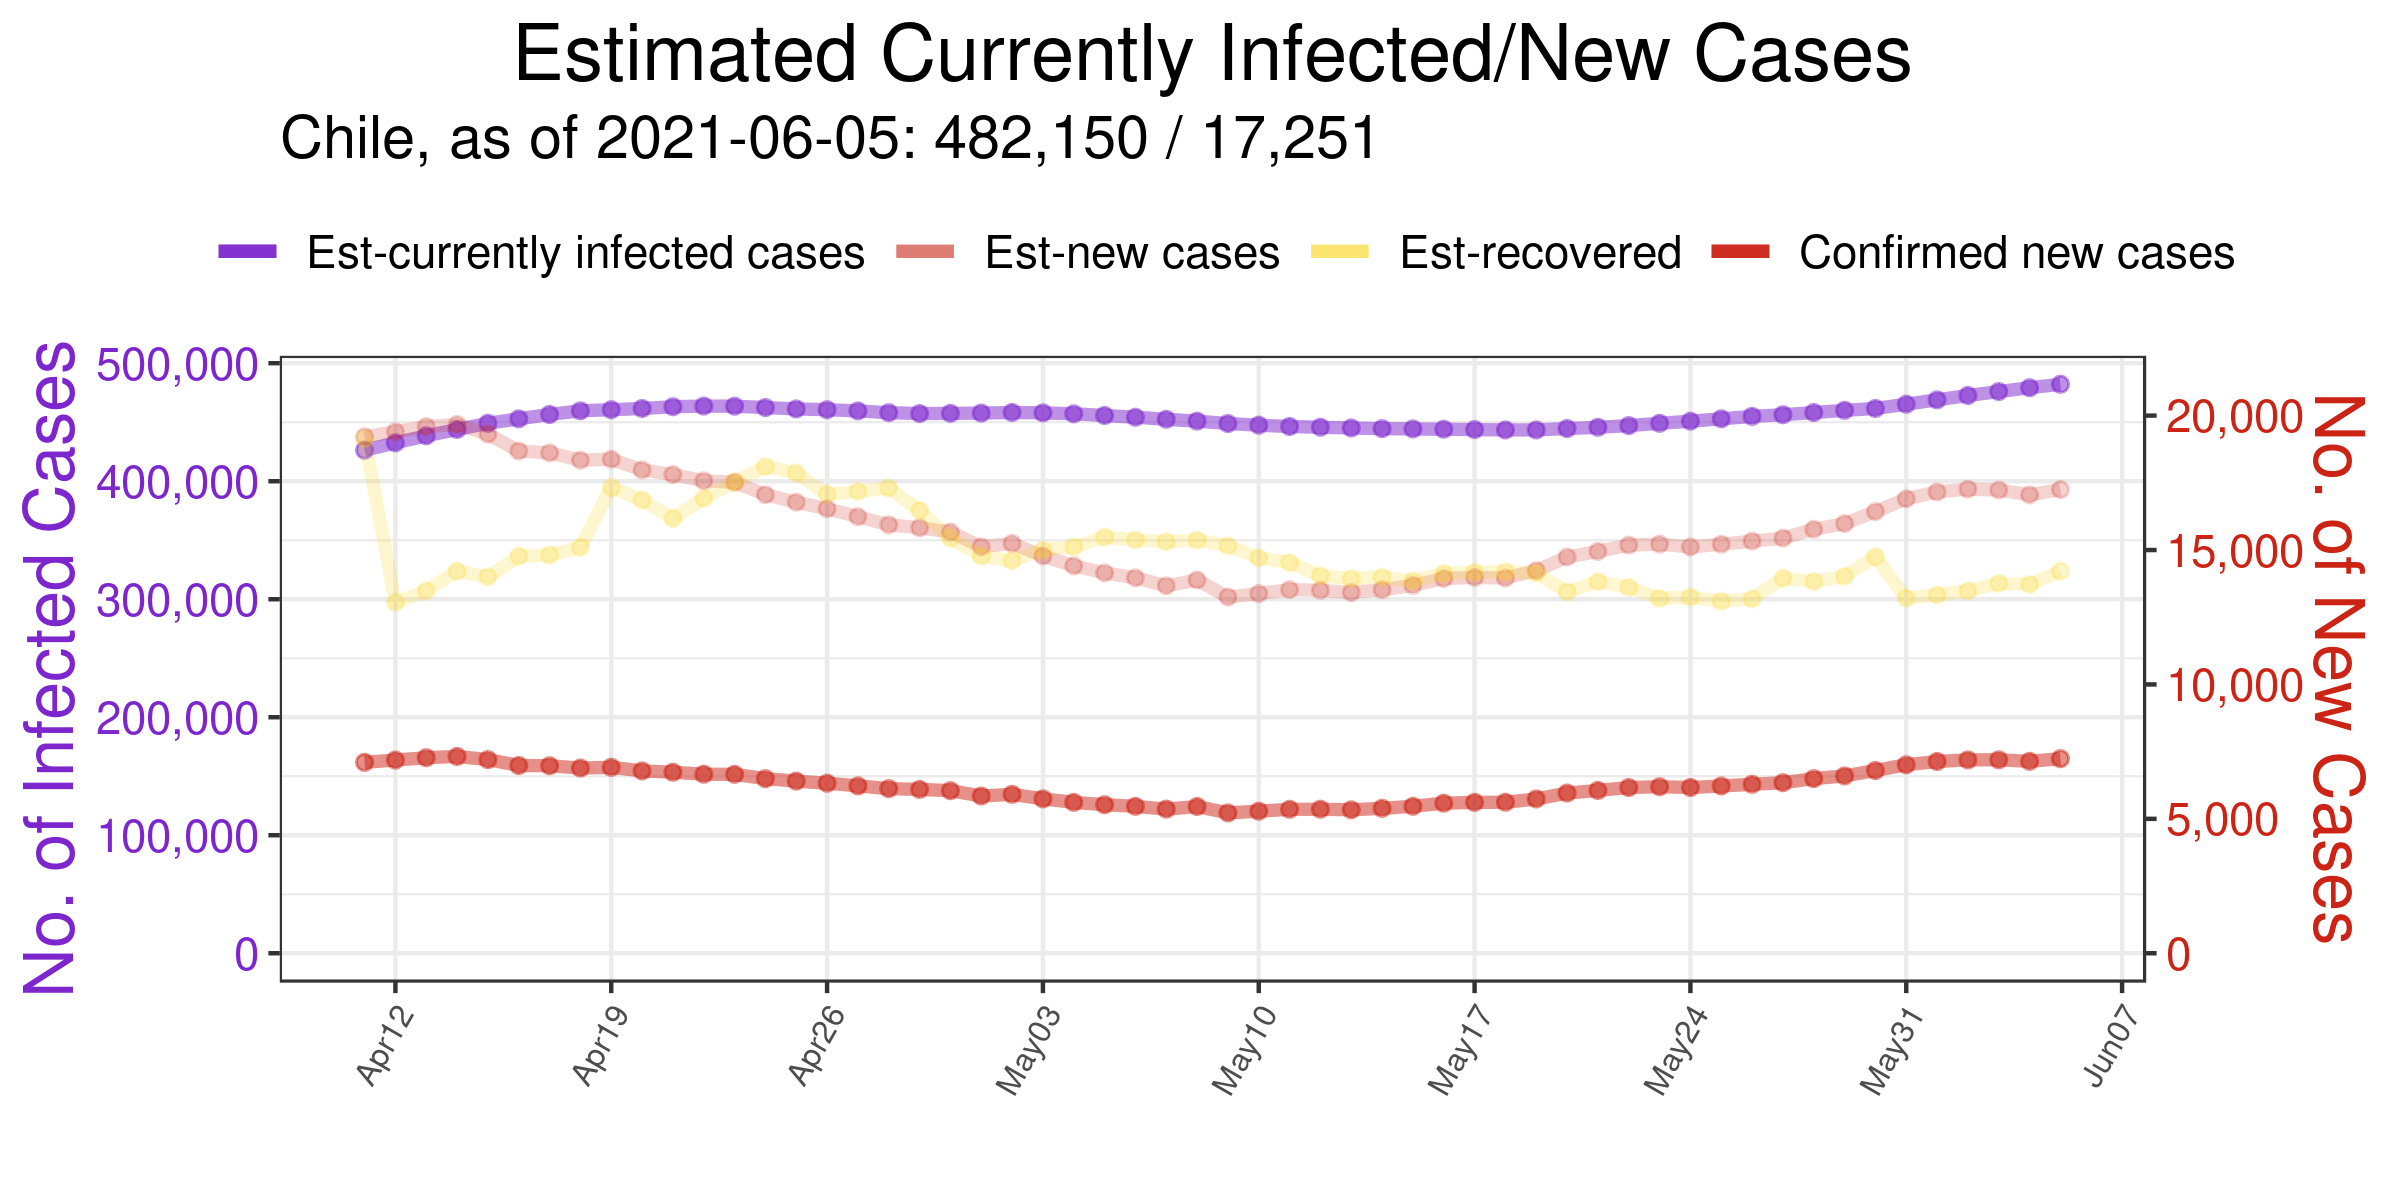 Estimated Currently Infected/New Cases
Chile, as of 2021-06-05: 482,150 / 17,251
Est-currently infected cases Est-new cases Est-recovered Confirmed new cases
No. of Infected Cases
500,000
400,000
300,000
200,000
100,000
0
20,000
15,000
10,000
5,000
0
No. of New Cases
Apr12 Apr19 Apr26 May03 May10 May17 May24 May31 Jun07